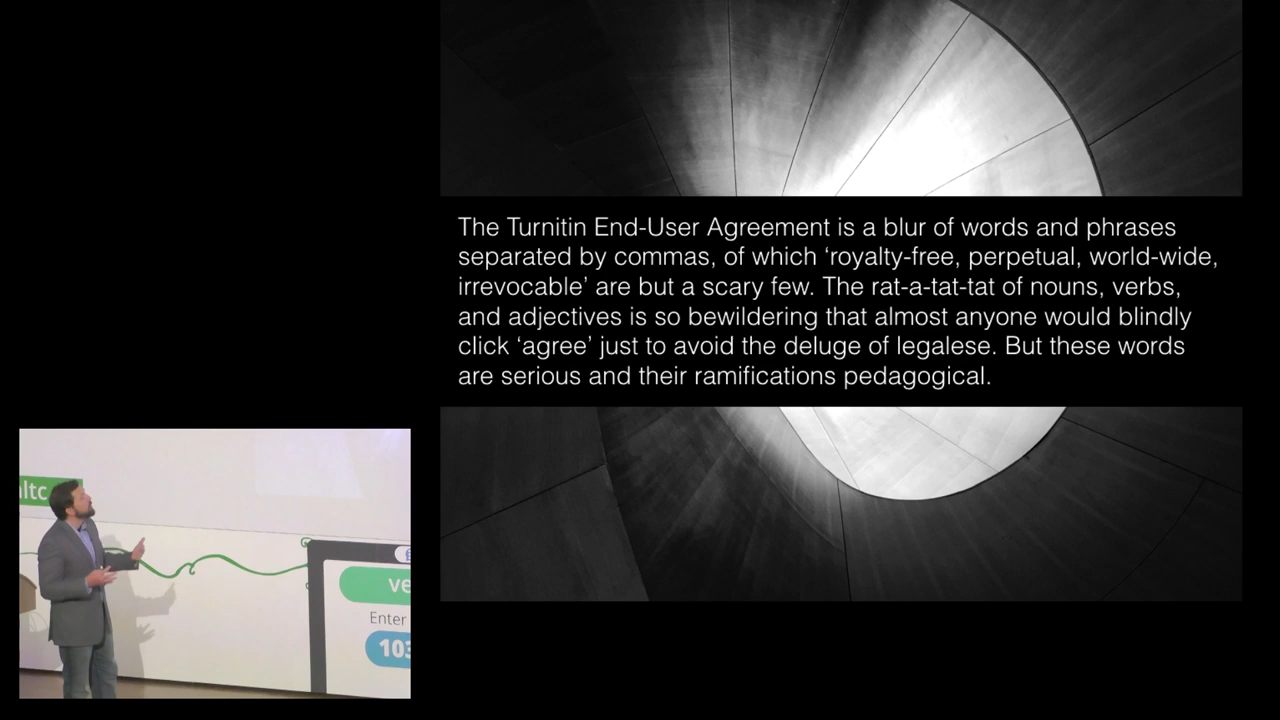 The Turnitin End-User Agreement is a blur of words and phrases
separated by commas, of which ‘royalty-free, perpetual, world-wide,
irrevocable’ are but a scary few. The rat-a-tat-tat of nouns, verbs,
and adjectives is so bewildering that almost anyone would blindly
click ‘agree’ just to avoid the deluge of legalese. But these words
are serious and their ramifications pedagogical.
altc
ve
Enter
103